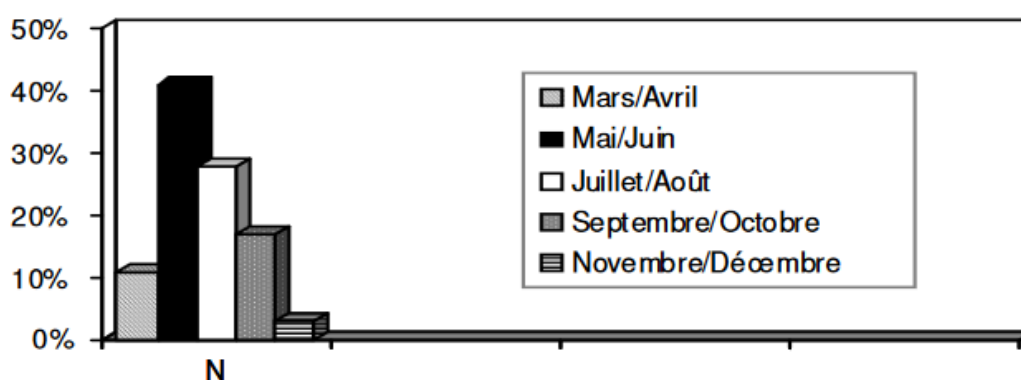 50%
40%
30%
20%
10%
0%
N
Mars/Avril
Mai/Juin
Juillet/Août
Septembre/Octobre
Novembre/Décembre